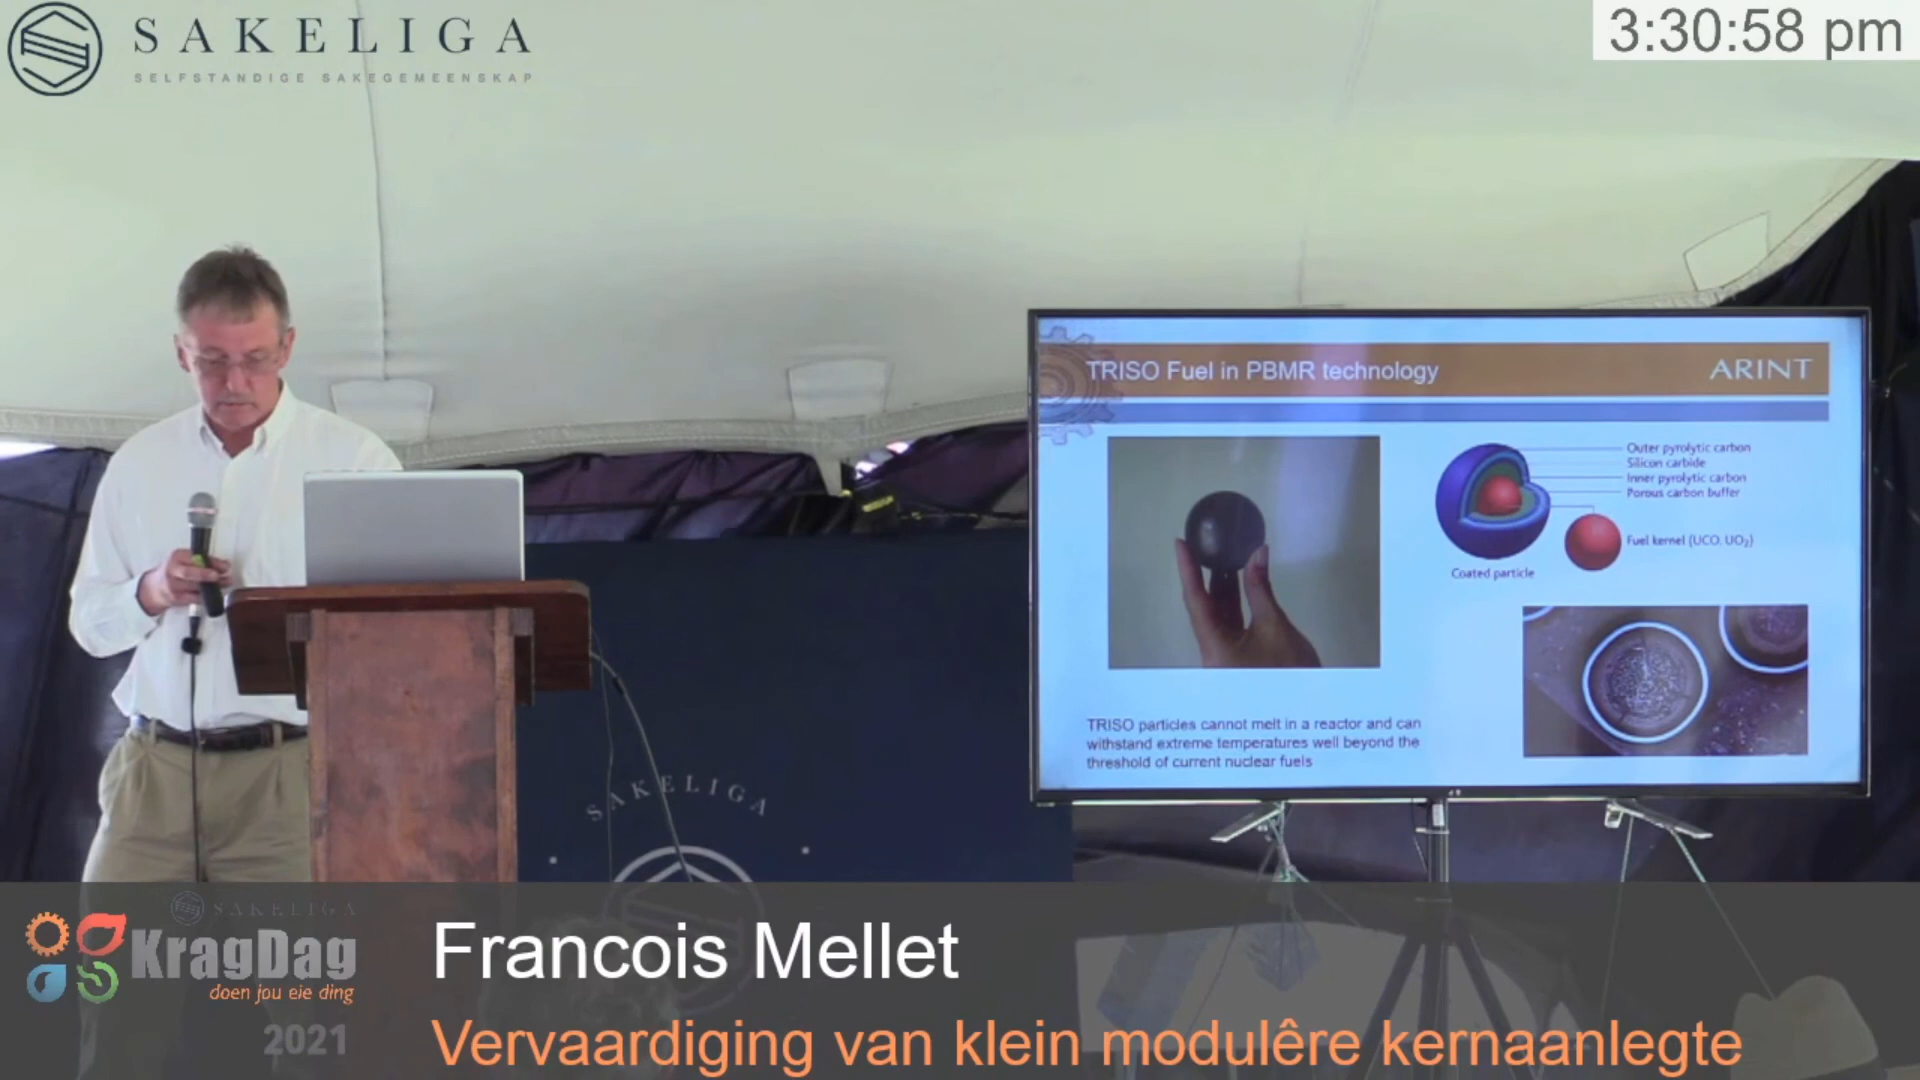 SAKELIGA
SELFSTANDIGE SAKEGEMEENSKAP
3:30:58 pm
TRISO Fuel in PBMR technology
ARINT
Outer pyrolytic carbon
Silicon carbide
Inner pyrolytic carbon
Porous carbon buffer
Fuel kernel (UCO, UO₂)
Coated particle
TRISO particles cannot melt in a reactor and can
withstand extreme temperatures well beyond the
threshold of current nuclear fuels
SAKELIGA
SAKELIGA
KragDag
doen jou eie ding
2021
Francois Mellet
Vervaardiging van klein modulêre kernaanlegte